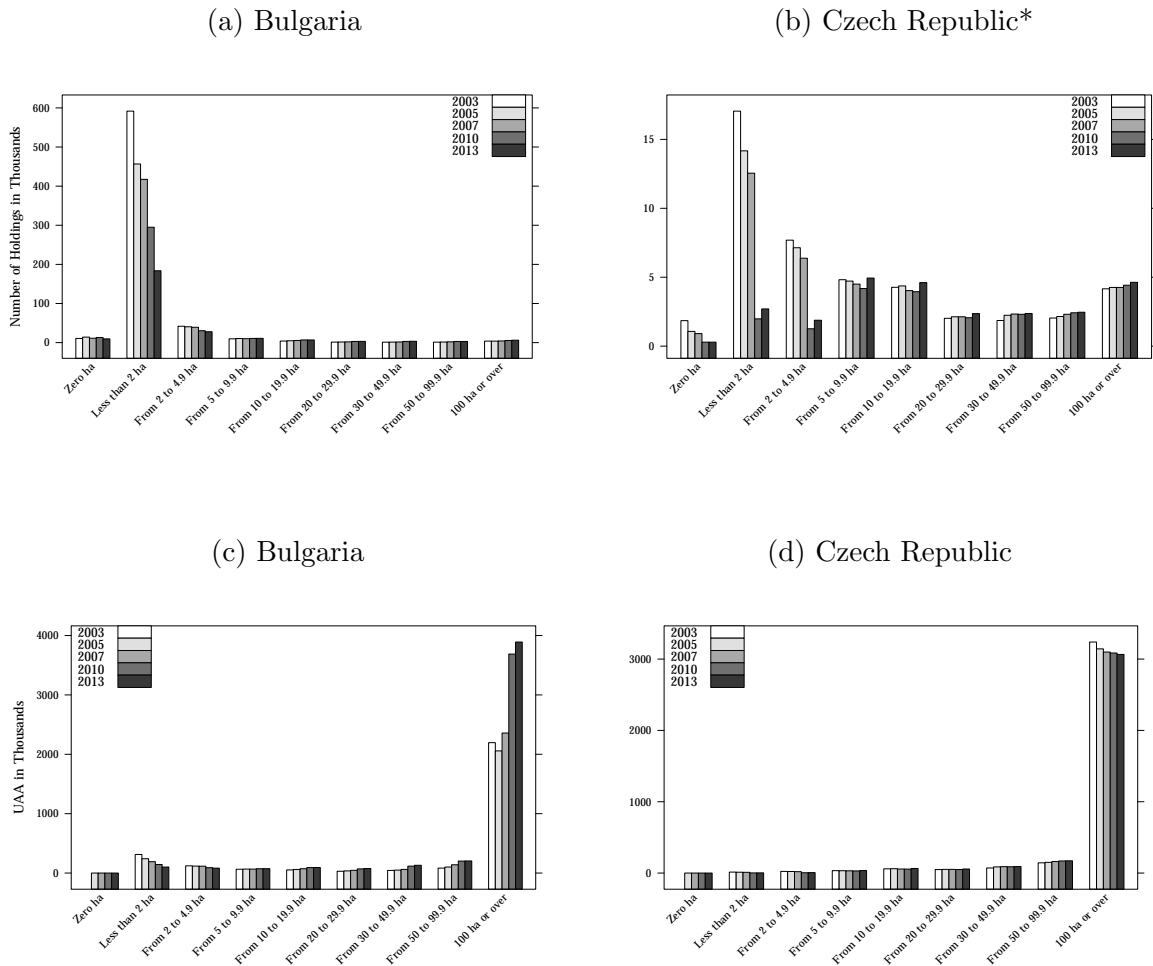 (a) Bulgaria
(b) Czech Republic*
Number of Holdings in Thousands
0
100
200
300
400
500
600
2003
2005
2007
2010
2013
Zero ha
Less than 2 ha
From 2 to 4.9 ha
From 5 to 9.9 ha
From 10 to 19.9 ha
From 20 to 29.9 ha
From 30 to 49.9 ha
From 50 to 99.9 ha
100 ha or over
0
5
10
15
2003
2005
2007
2010
2013
Zero ha
Less than 2 ha
From 2 to 4.9 ha
From 5 to 9.9 ha
From 10 to 19.9 ha
From 20 to 29.9 ha
From 30 to 49.9 ha
From 50 to 99.9 ha
100 ha or over
(c) Bulgaria
(d) Czech Republic
UAA in Thousands
0
1000
2000
3000
4000
2003
2005
2007
2010
2013
Zero ha
Less than 2 ha
From 2 to 4.9 ha
From 5 to 9.9 ha
From 10 to 19.9 ha
From 20 to 29.9 ha
From 30 to 49.9 ha
From 50 to 99.9 ha
100 ha or over
0
1000
2000
3000
2003
2005
2007
2010
2013
Zero ha
Less than 2 ha
From 2 to 4.9 ha
From 5 to 9.9 ha
From 10 to 19.9 ha
From 20 to 29.9 ha
From 30 to 49.9 ha
From 50 to 99.9 ha
100 ha or over